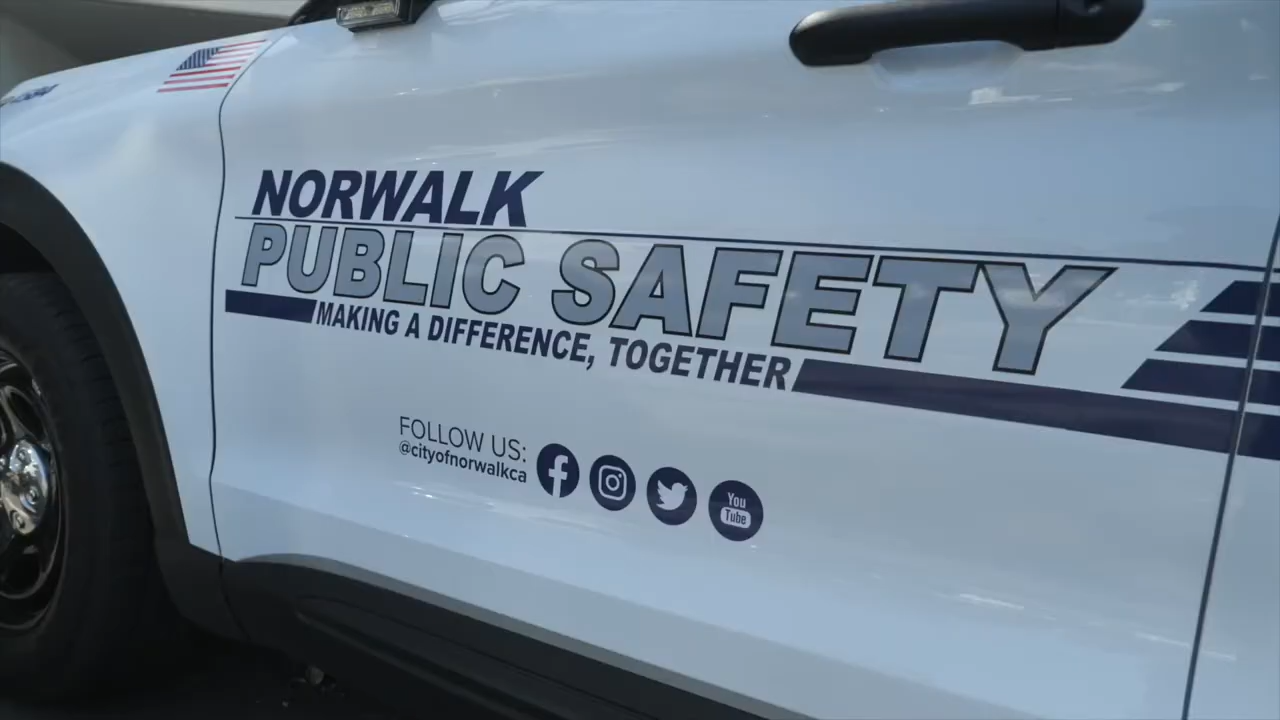 NORWALK
PUBLIC SAFETY
MAKING A DIFFERENCE, TOGETHER
FOLLOW US:
@cityofnorwalkca
You
Tube